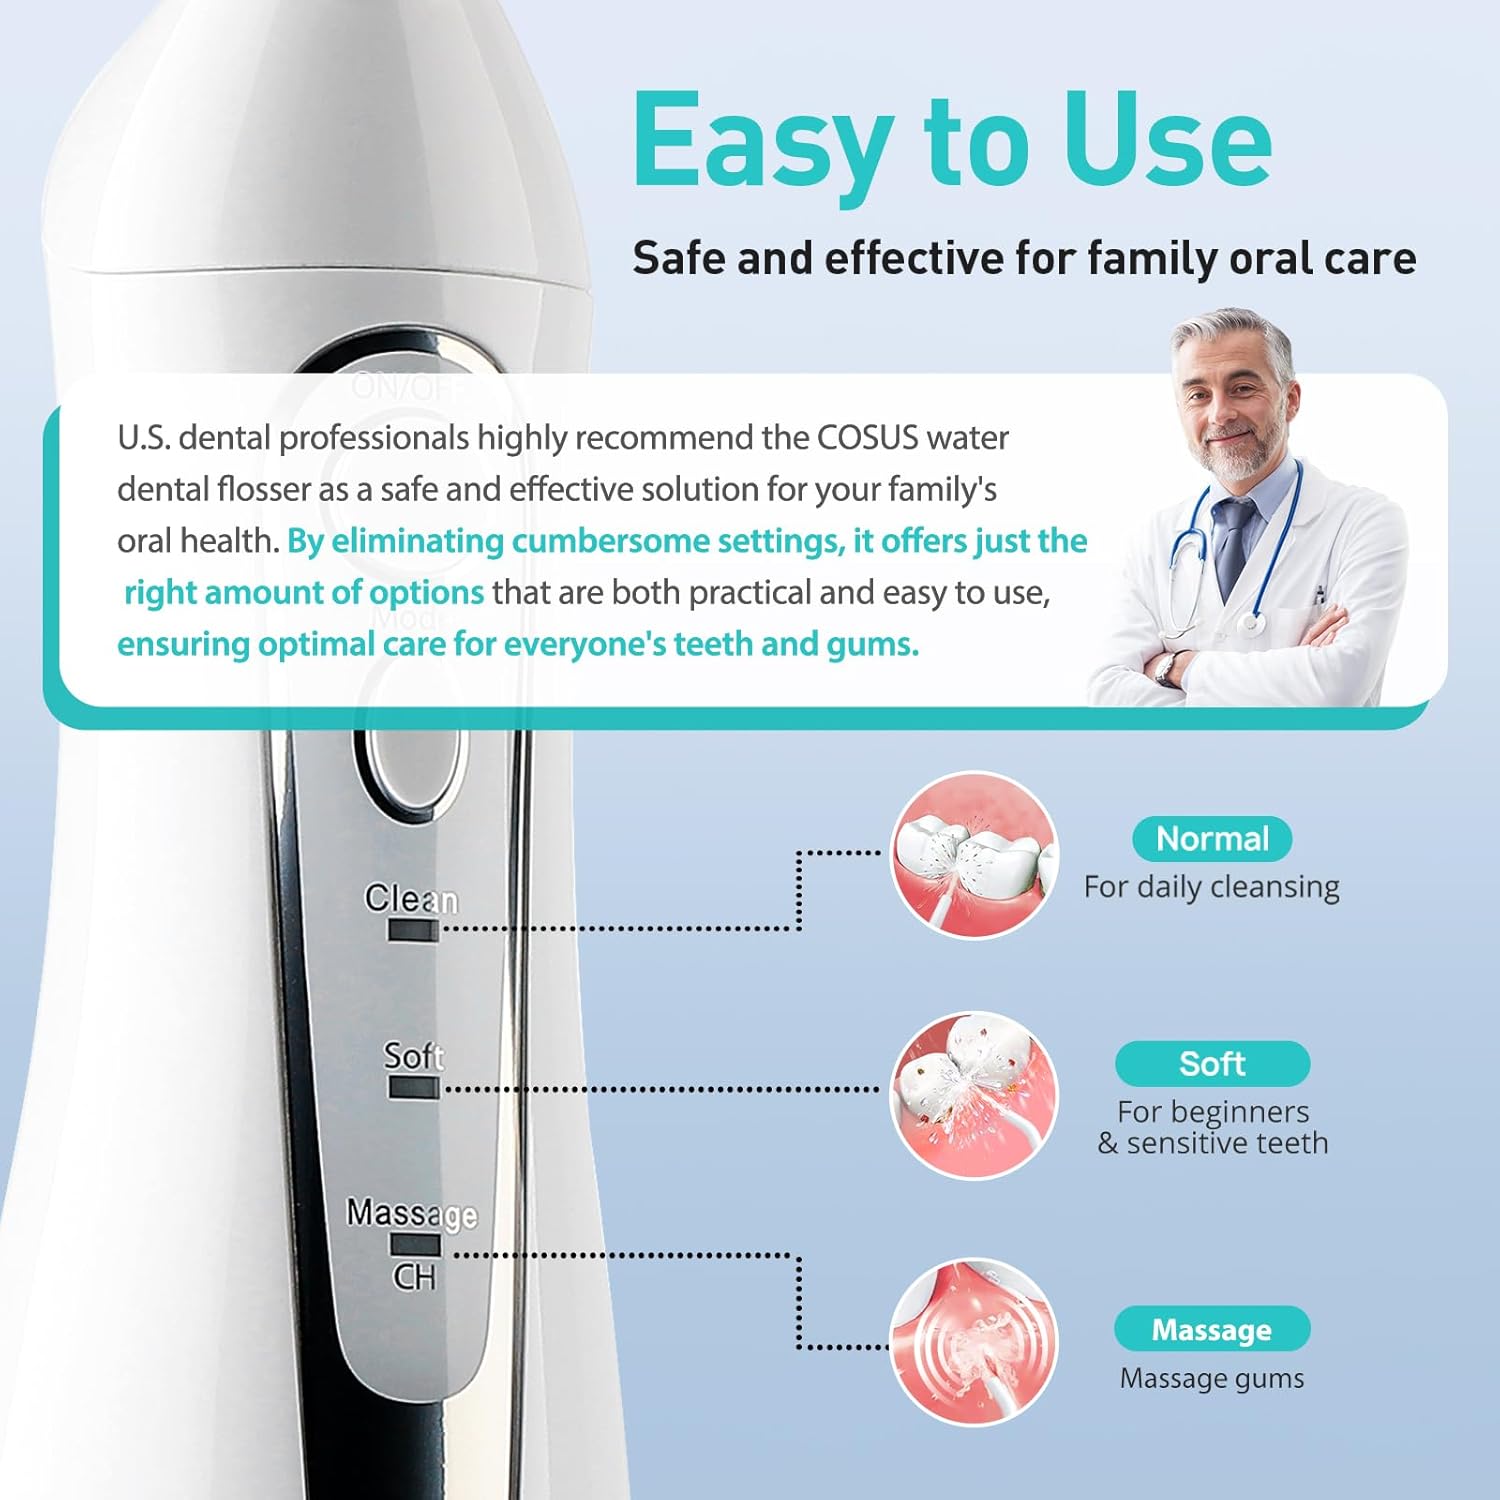 Easy to Use
Safe and effective for family oral care
ON/OFF
U.S. dental professionals highly recommend the COSUS water
dental flosser as a safe and effective solution for your family's
oral health. By eliminating cumbersome settings, it offers just the
right amount of options that are both practical and easy to use,
ensuring optimal care for everyone's teeth and gums.
Mode
Clean
Normal
For daily cleansing
Soft
Soft
For beginners
& sensitive teeth
Massage
CH
Massage
Massage gums